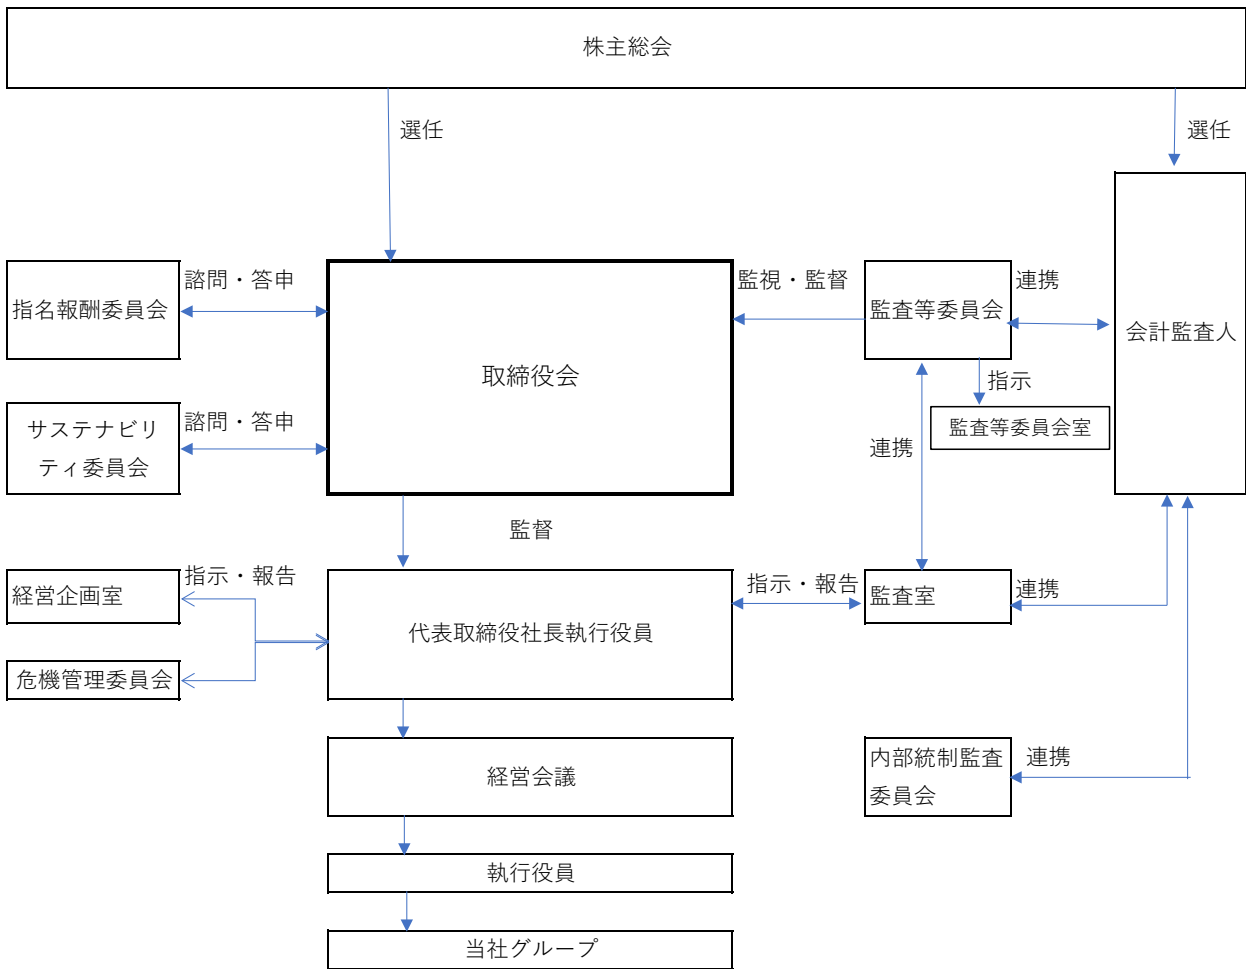 株主総会
選任
選任
指名報酬委員会
諮問・答申
取締役会
監視・監督
監査等委員会
連携
会計監査人
指示
監査等委員会室
サステナビリ
ティ委員会
諮問・答申
連携
監督
経営企画室
指示・報告
代表取締役社長執行役員
指示・報告
監査室
連携
危機管理委員会
経営会議
内部統制監査
委員会
連携
執行役員
当社グループ